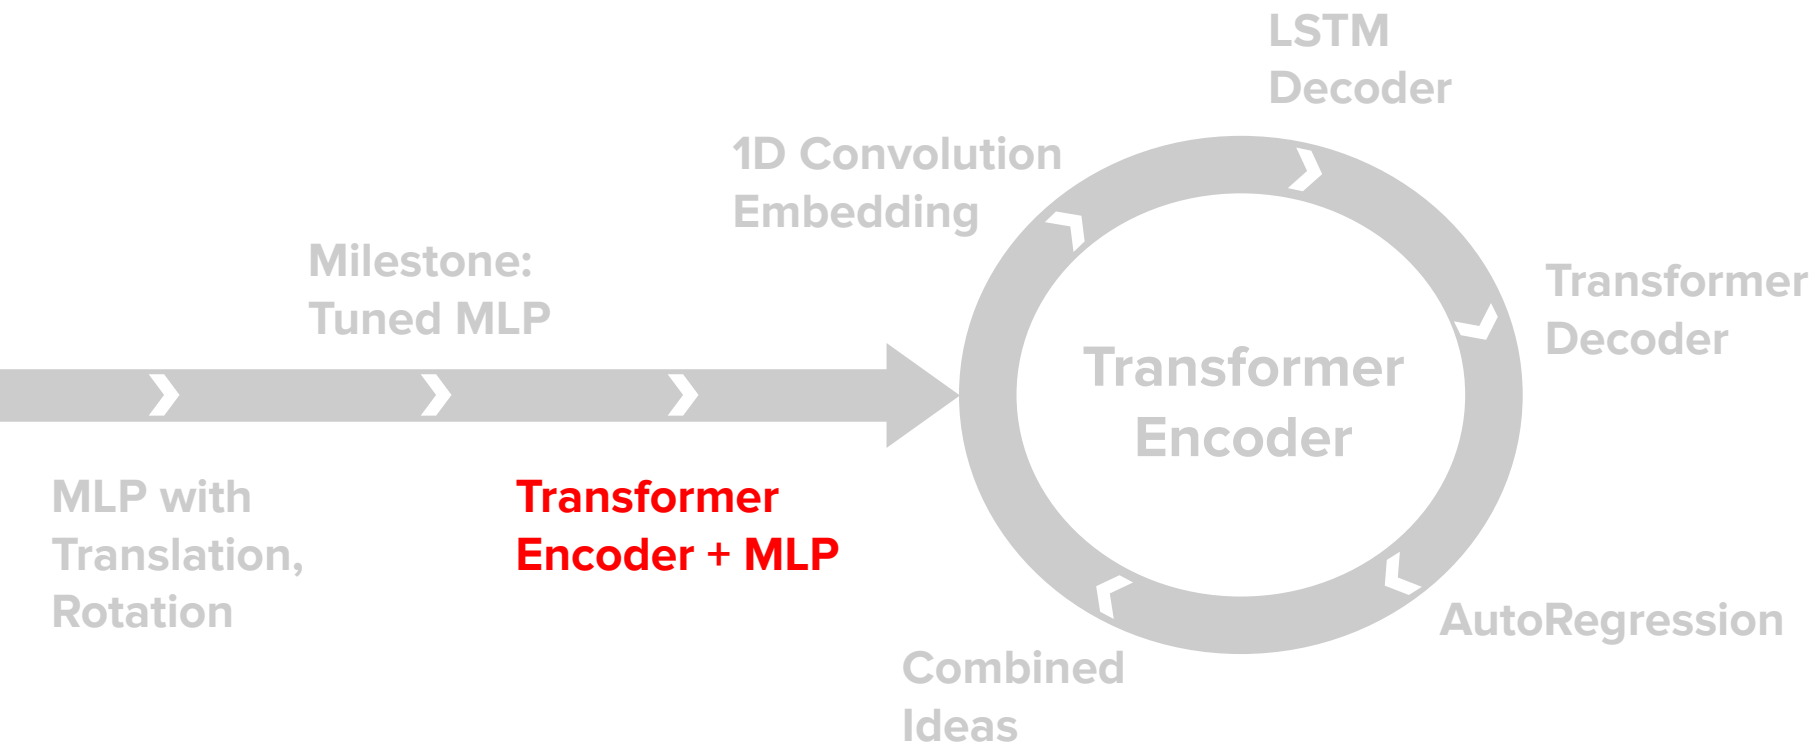 MLP with
Translation,
Rotation
Milestone:
Tuned MLP
Transformer
Encoder + MLP
1D Convolution
Embedding
LSTM
Decoder
Transformer
Decoder
AutoRegression
Combined
Ideas
Transformer
Encoder